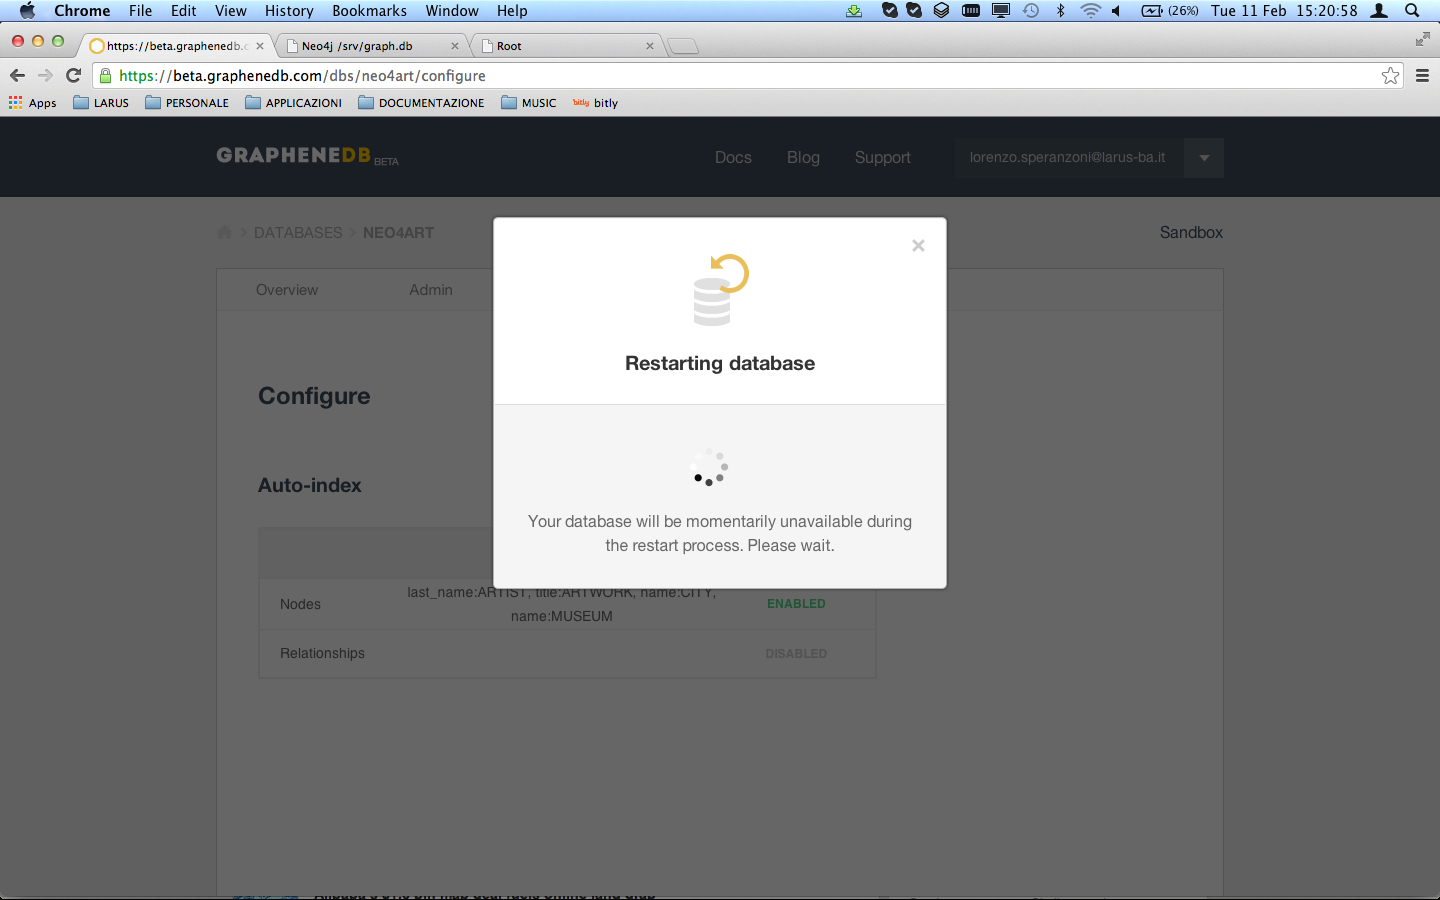 Chrome File Edit View History Bookmarks Window Help (26%) Tue 11 Feb 15:20:58
https://beta.graphenedb.c Neo4j /srv/graph.db Root
https://beta.graphenedb.com/dbs/neo4art/configure
Apps LARUS PERSONALE APPLICAZIONI DOCUMENTAZIONE MUSIC bitly bitly
GRAPHENEDB BETA Docs Blog Support lorenzo.speranzoni@larus-ba.it
DATABASES NEO4ART Sandbox
Overview Admin
Restarting database
Your database will be momentarily unavailable during
the restart process. Please wait.
Configure
Auto-index
Nodes last_name:ARTIST, title:ARTWORK, name:CITY,
name:MUSEUM ENABLED
Relationships DISABLED